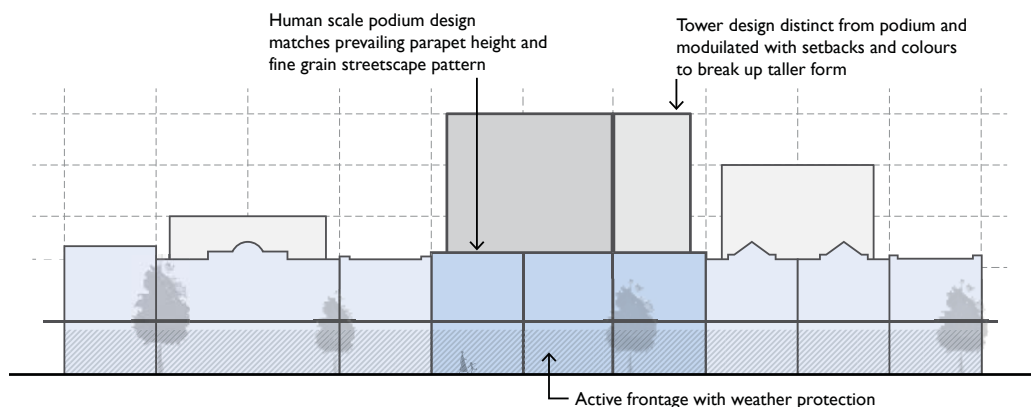 Human scale podium design
matches prevailing parapet height and
fine grain streetscape pattern
Tower design distinct from podium and
moduilated with setbacks and colours
to break up taller form
Active frontage with weather protection